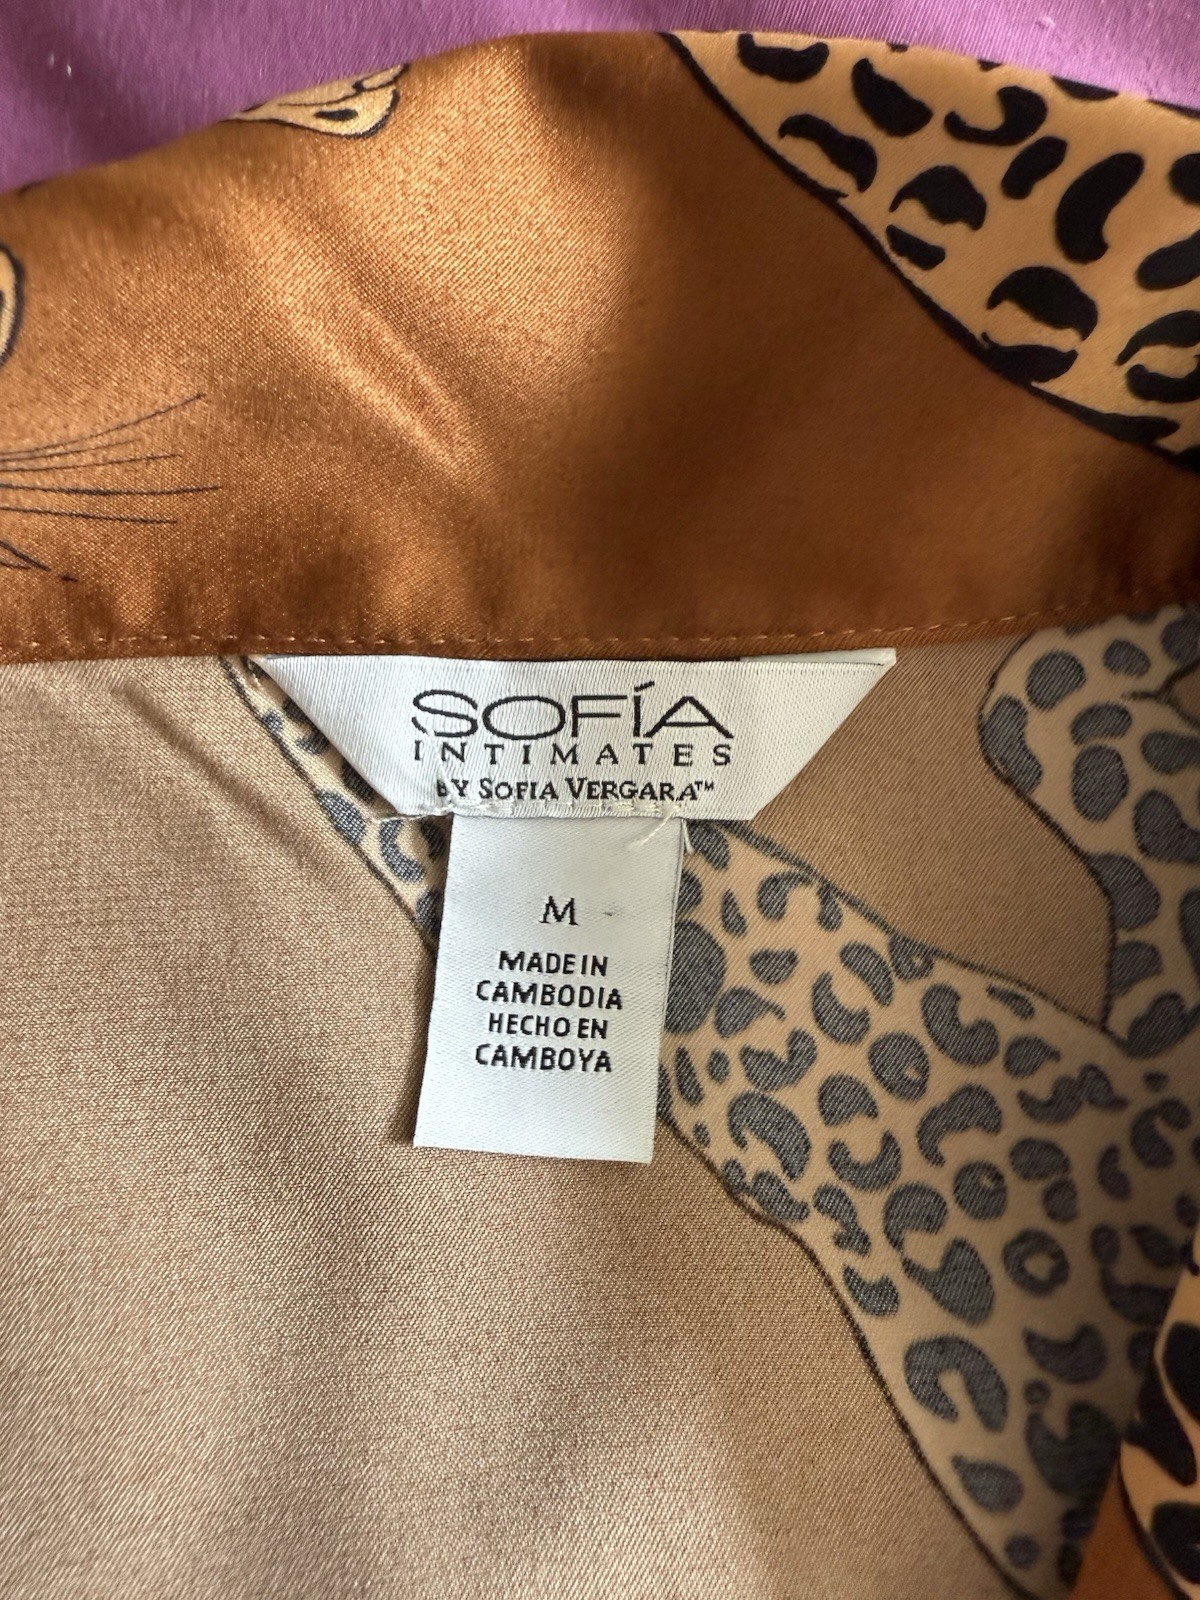 SOFÍA
INTIMATES
BY SOFIA VERGARA™
M
MADE IN
CAMBODIA
HECHO EN
CAMBOYA